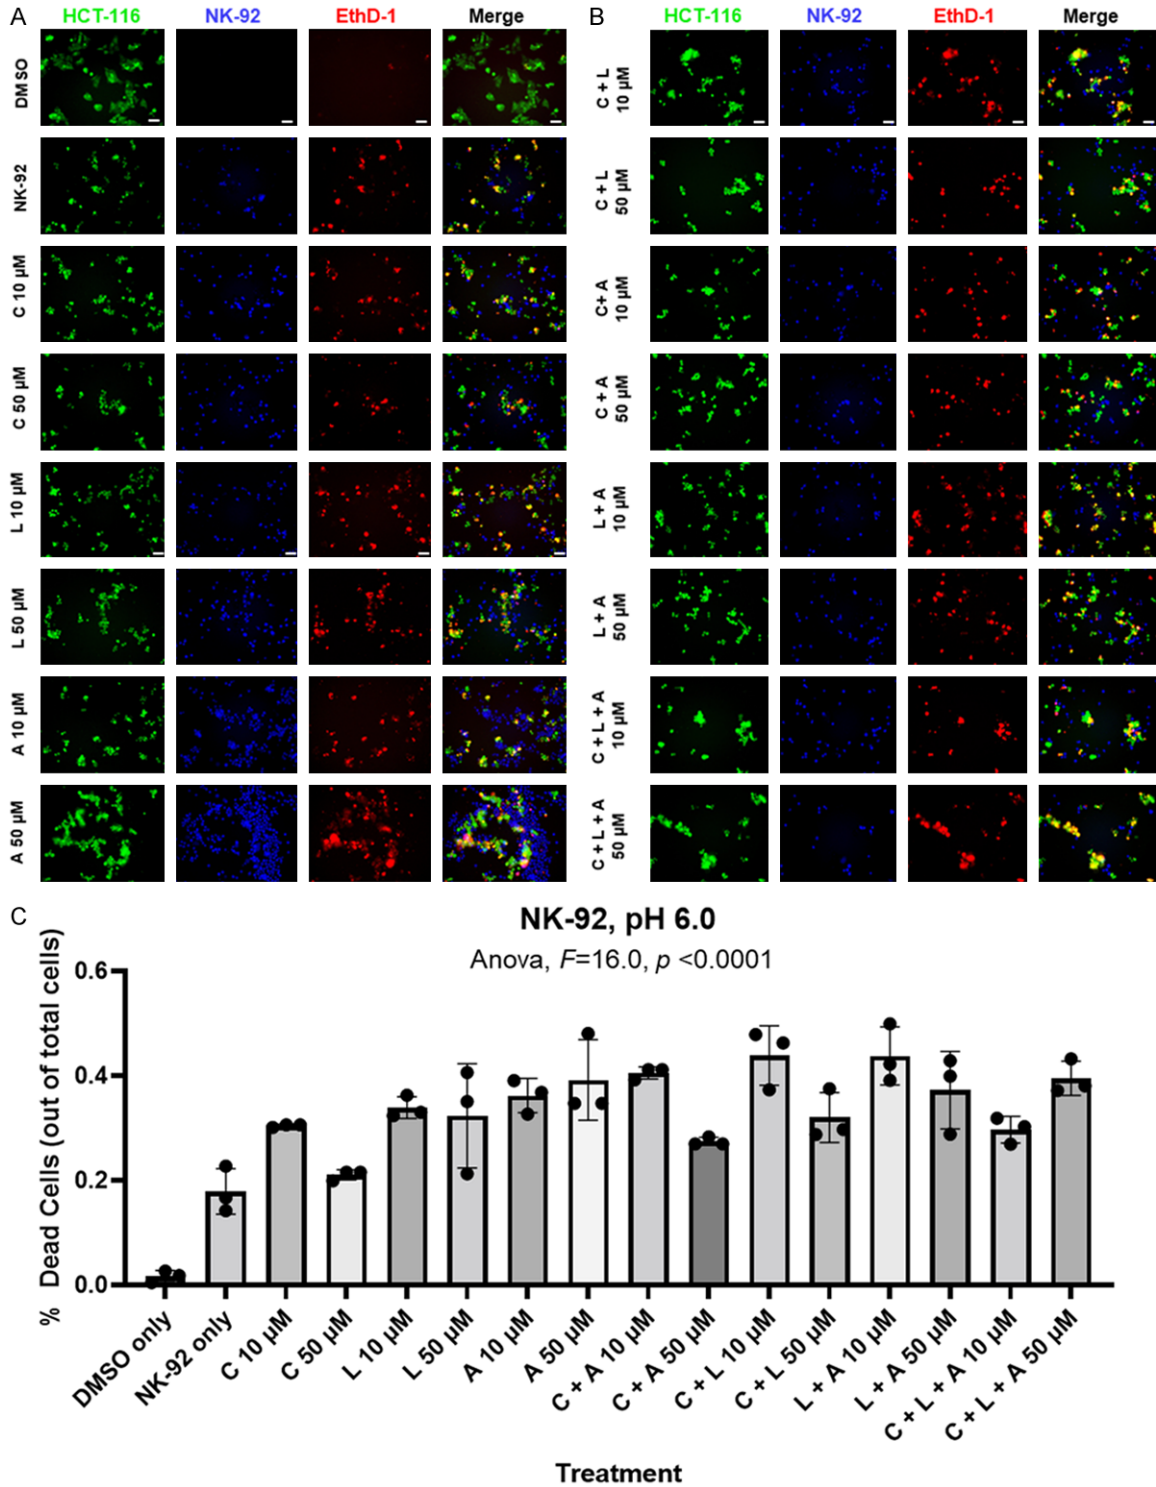 A
HCT-116 NK-92 EthD-1 Merge
DMSO
NK-92
C 10 µM
C 50 µM
L 10 µM
L 50 µM
A 10 µM
A 50 µM
B
HCT-116 NK-92 EthD-1 Merge
C + L
10 µM
C + L
50 µM
C+ A
10 µM
C + A
50 µM
L + A
10 µM
L + A
50 µM
C + L + A
10 µM
C + L + A
50 µM
C
NK-92, pH 6.0
Anova, F=16.0, p <0.0001
% Dead Cells (out of total cells)
0.6
0.4
0.2
0.0
DMSO only
NK-92 only
C 10 µM
C 50 µM
L 10 µM
L 50 µM
A 10 µM
A 50 µM
C + A 10 µM
C + A 50 µM
C + L 10 µM
C + L 50 µM
L + A 10 µM
L + A 50 µM
C + L + A 10 µM
C + L + A 50 µM
Treatment